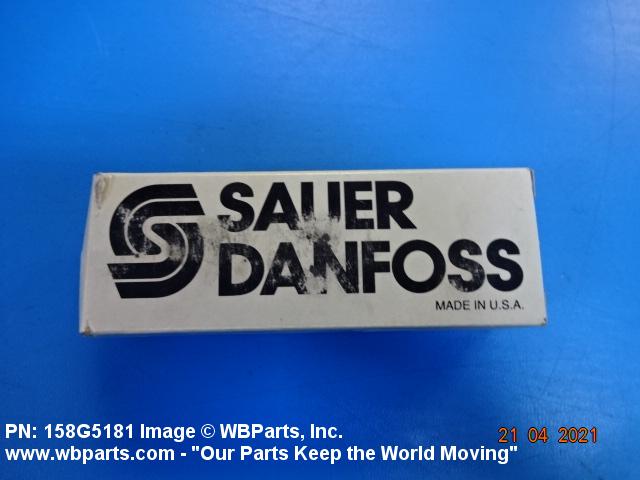 SAUER
DANFOSS
MADE IN U.S.A.
PN: 158G5181 Image © WBParts, Inc.
21 04 2021
www.wbparts.com - "Our Parts Keep the World Moving"